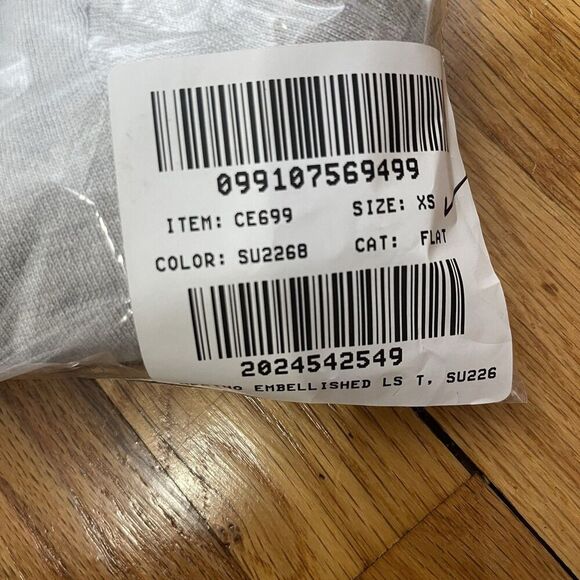 099107569499
ITEM: CE699 SIZE: XS
COLOR: SU2268 CAT: FLAT
2024542549
EMBELLISHED LS T, SU226